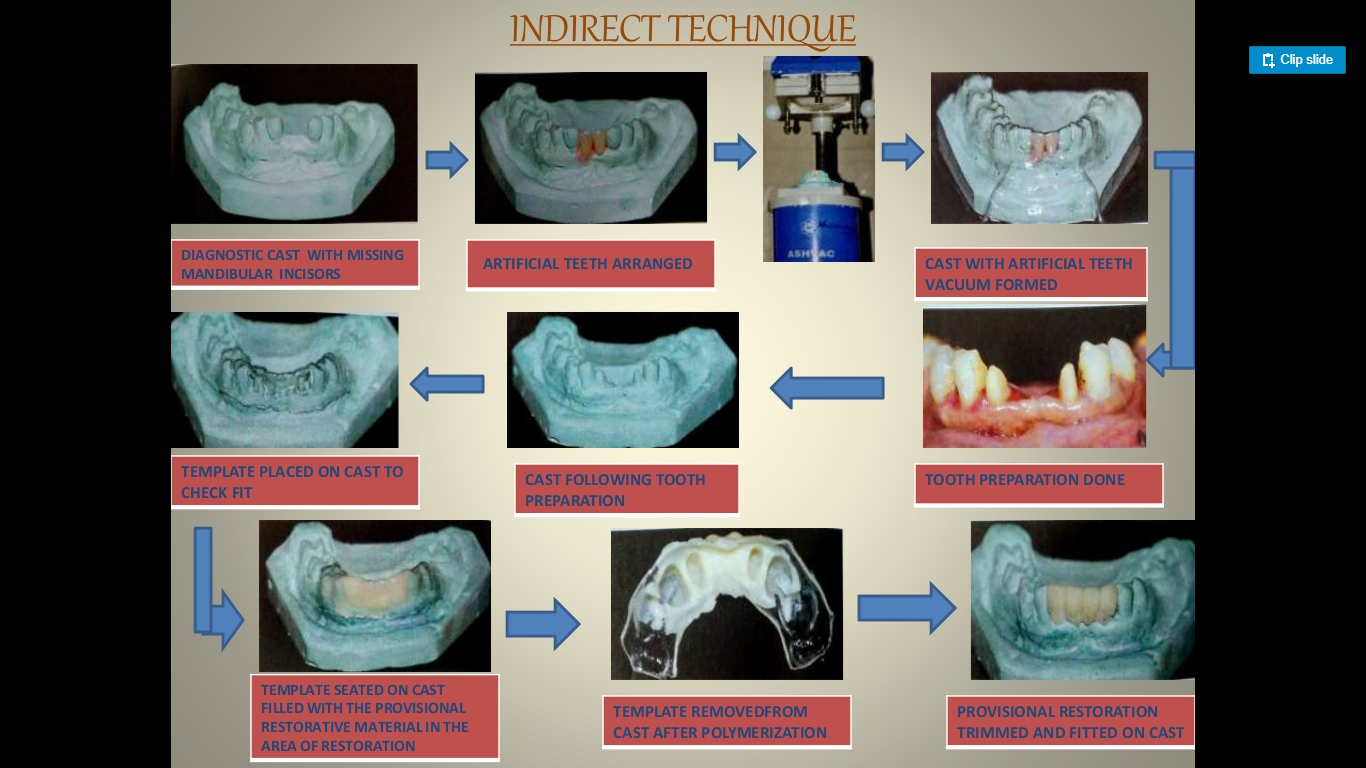 INDIRECT TECHNIQUE
Clip slide
DIAGNOSTIC CAST WITH MISSING
MANDIBULAR INCISORS
ARTIFICIAL TEETH ARRANGED
ASHVAC
CAST WITH ARTIFICIAL TEETH
VACUUM FORMED
TEMPLATE PLACED ON CAST TO
CHECK FIT
CAST FOLLOWING TOOTH
PREPARATION
TOOTH PREPARATION DONE
TEMPLATE SEATED ON CAST
FILLED WITH THE PROVISIONAL
RESTORATIVE MATERIAL IN THE
AREA OF RESTORATION
TEMPLATE REMOVEDFROM
CAST AFTER POLYMERIZATION
PROVISIONAL RESTORATION
TRIMMED AND FITTED ON CAST